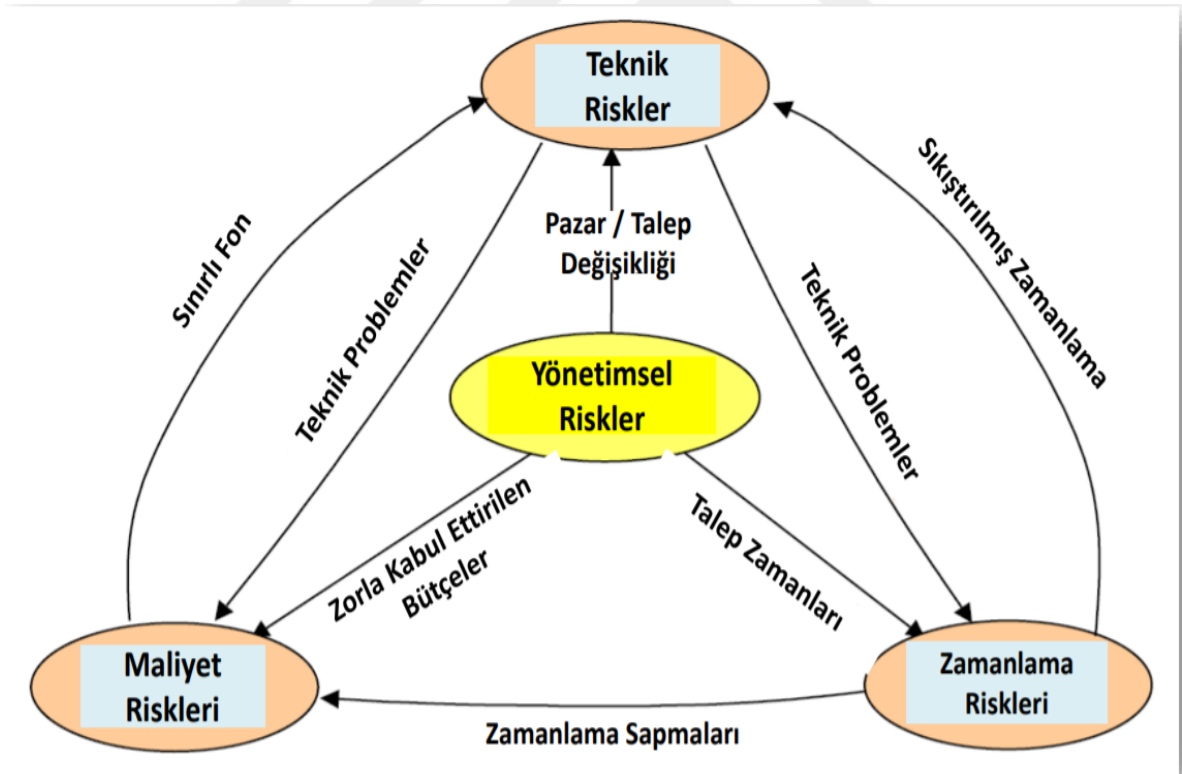 Teknik
Riskler
Sınırlı Fon
Teknik Problemler
Pazar / Talep
Değişikliği
Teknik Problemler
Sıkıştırılmış Zamanlama
Yönetimsel
Riskler
Zorla Kabul Ettirilen
Bütçeler
Talep Zamanları
Maliyet
Riskleri
Zamanlama
Riskleri
Zamanlama Sapmaları